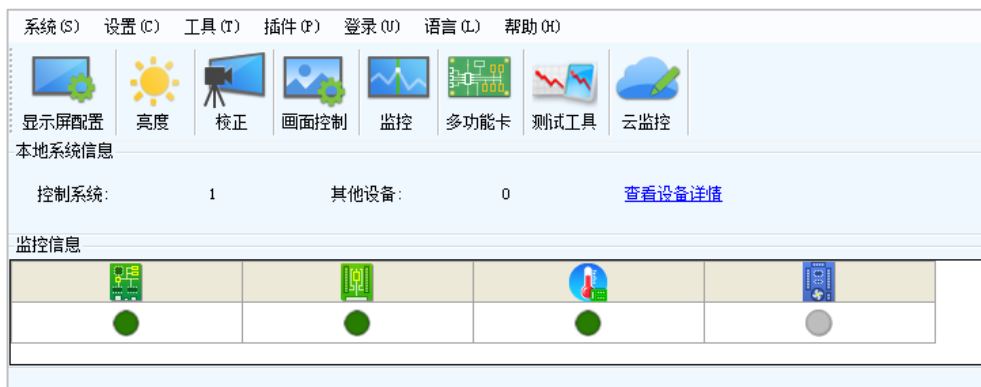 系统(S) 设置(C) 工具(T) 插件(P) 登录(U) 语言(L) 帮助(H)
显示屏配置 亮度 校正 画面控制 监控 多功能卡 测试工具 云监控
本地系统信息
控制系统: 1 其他设备: 0 查看设备详情
监控信息